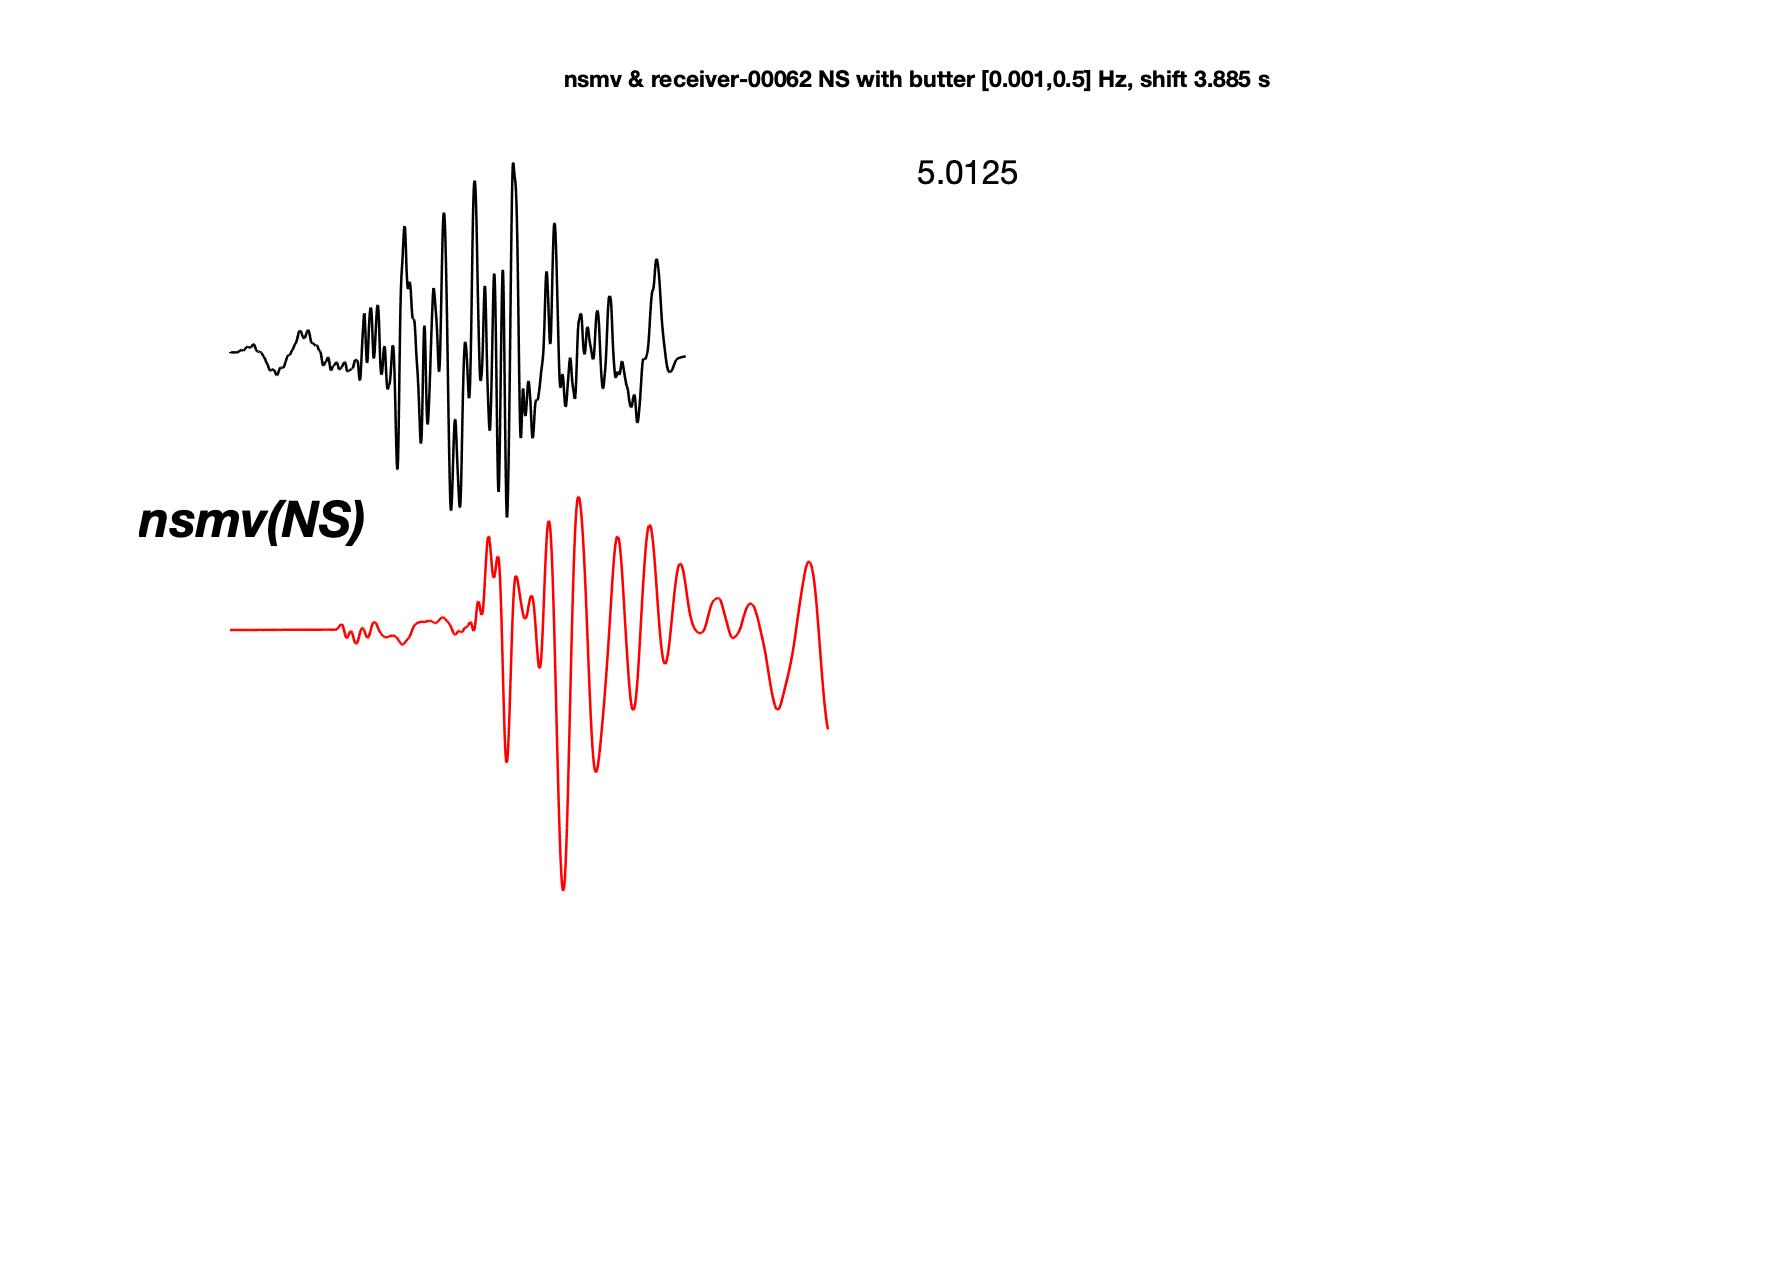 nsmv & receiver-00062 NS with butter [0.001,0.5] Hz, shift 3.885 s
5.0125
nsmv(NS)